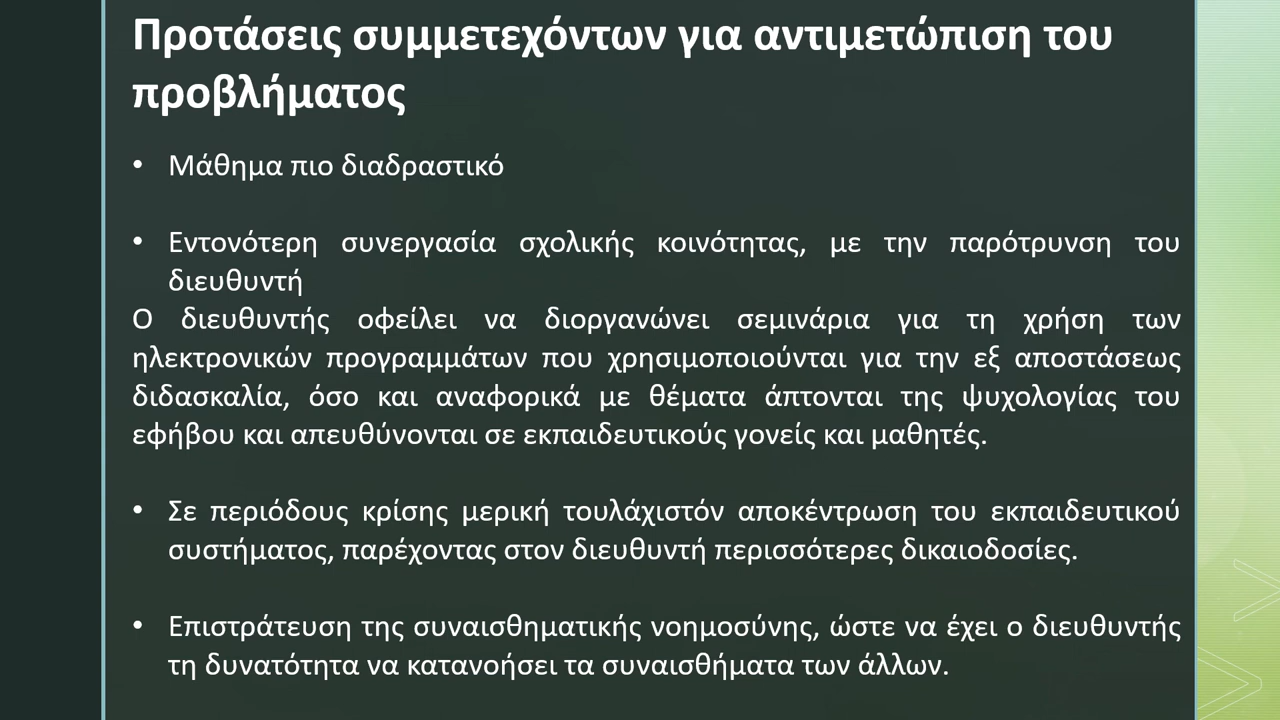 Προτάσεις συμμετεχόντων για αντιμετώπιση του
προβλήματος
• Μάθημα πιο διαδραστικό
• Εντονότερη συνεργασία σχολικής κοινότητας, με την παρότρυνση του
διευθυντή
Ο διευθυντής οφείλει να διοργανώνει σεμινάρια για τη χρήση των
ηλεκτρονικών προγραμμάτων που χρησιμοποιούνται για την εξ αποστάσεως
διδασκαλία, όσο και αναφορικά με θέματα άπτονται της ψυχολογίας του
εφήβου και απευθύνονται σε εκπαιδευτικούς γονείς και μαθητές.
• Σε περιόδους κρίσης μερική τουλάχιστόν αποκέντρωση του εκπαιδευτικού
συστήματος, παρέχοντας στον διευθυντή περισσότερες δικαιοδοσίες.
• Επιστράτευση της συναισθηματικής νοημοσύνης, ώστε να έχει ο διευθυντής
τη δυνατότητα να κατανοήσει τα συναισθήματα των άλλων.